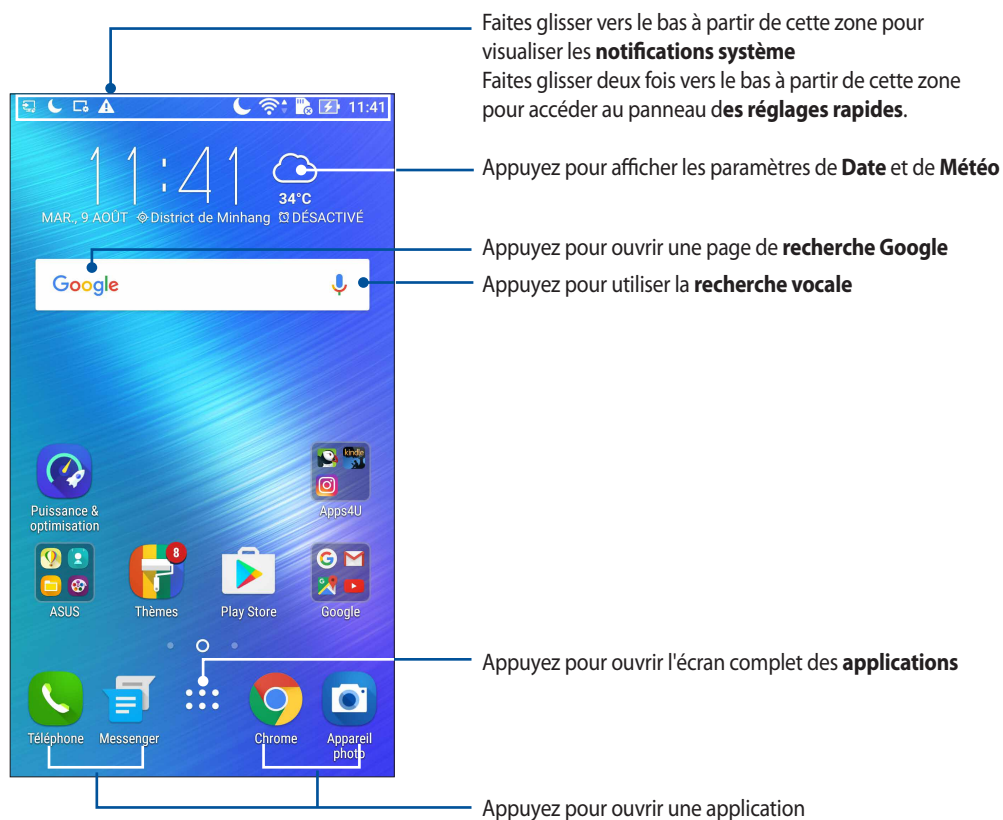 Faites glisser vers le bas à partir de cette zone pour
visualiser les notifications système
Faites glisser deux fois vers le bas à partir de cette zone
pour accéder au panneau des réglages rapides.
11:41
11:41
34°C
MAR., 9 AOÛT District de Minhang DÉSACTIVÉ
Appuyez pour afficher les paramètres de Date et de Météo
Google
Appuyez pour ouvrir une page de recherche Google
Appuyez pour utiliser la recherche vocale
kindle
Puissance &
optimisation
Apps4U
8
G
ASUS
Thèmes
Play Store
Google
Appuyez pour ouvrir l'écran complet des applications
Téléphone
Messenger
Chrome
Appareil
photo
Appuyez pour ouvrir une application